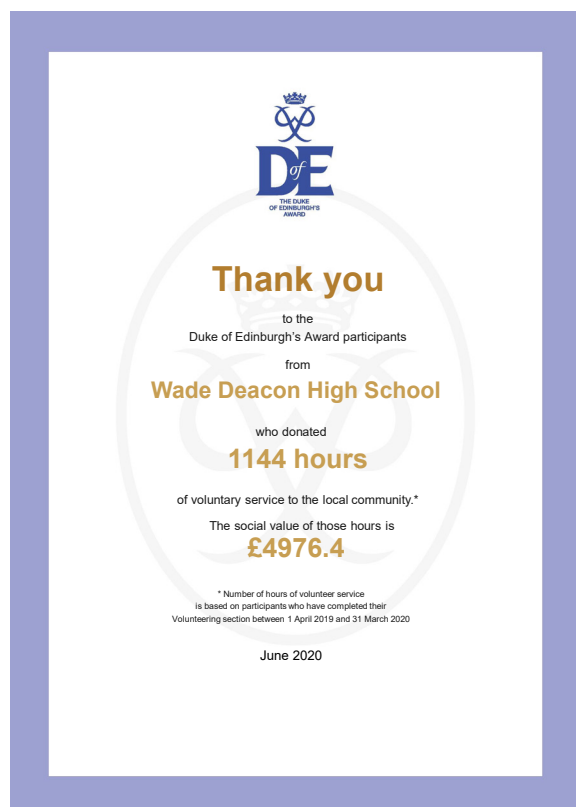 DofE
THE DUKE
OF EDINBURGH'S
AWARD
Thank you
to the
Duke of Edinburgh's Award participants
from
Wade Deacon High School
who donated
1144 hours
of voluntary service to the local community.*
The social value of those hours is
£4976.4
* Number of hours of volunteer service
is based on participants who have completed their
Volunteering section between 1 April 2019 and 31 March 2020
June 2020